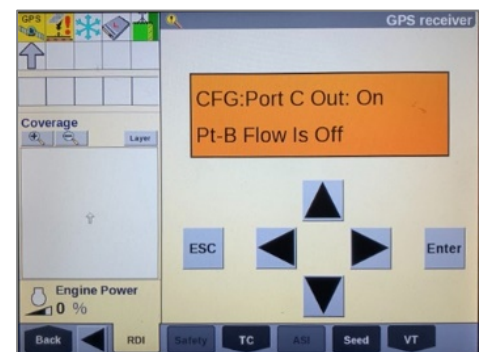 GPS
GPS receiver
CFG:Port C Out: On
Pt-B Flow Is Off
Coverage
Layer
ESC
Enter
Engine Power
0 %
Back
RDI
Safety
TC
ASI
Seed
VT